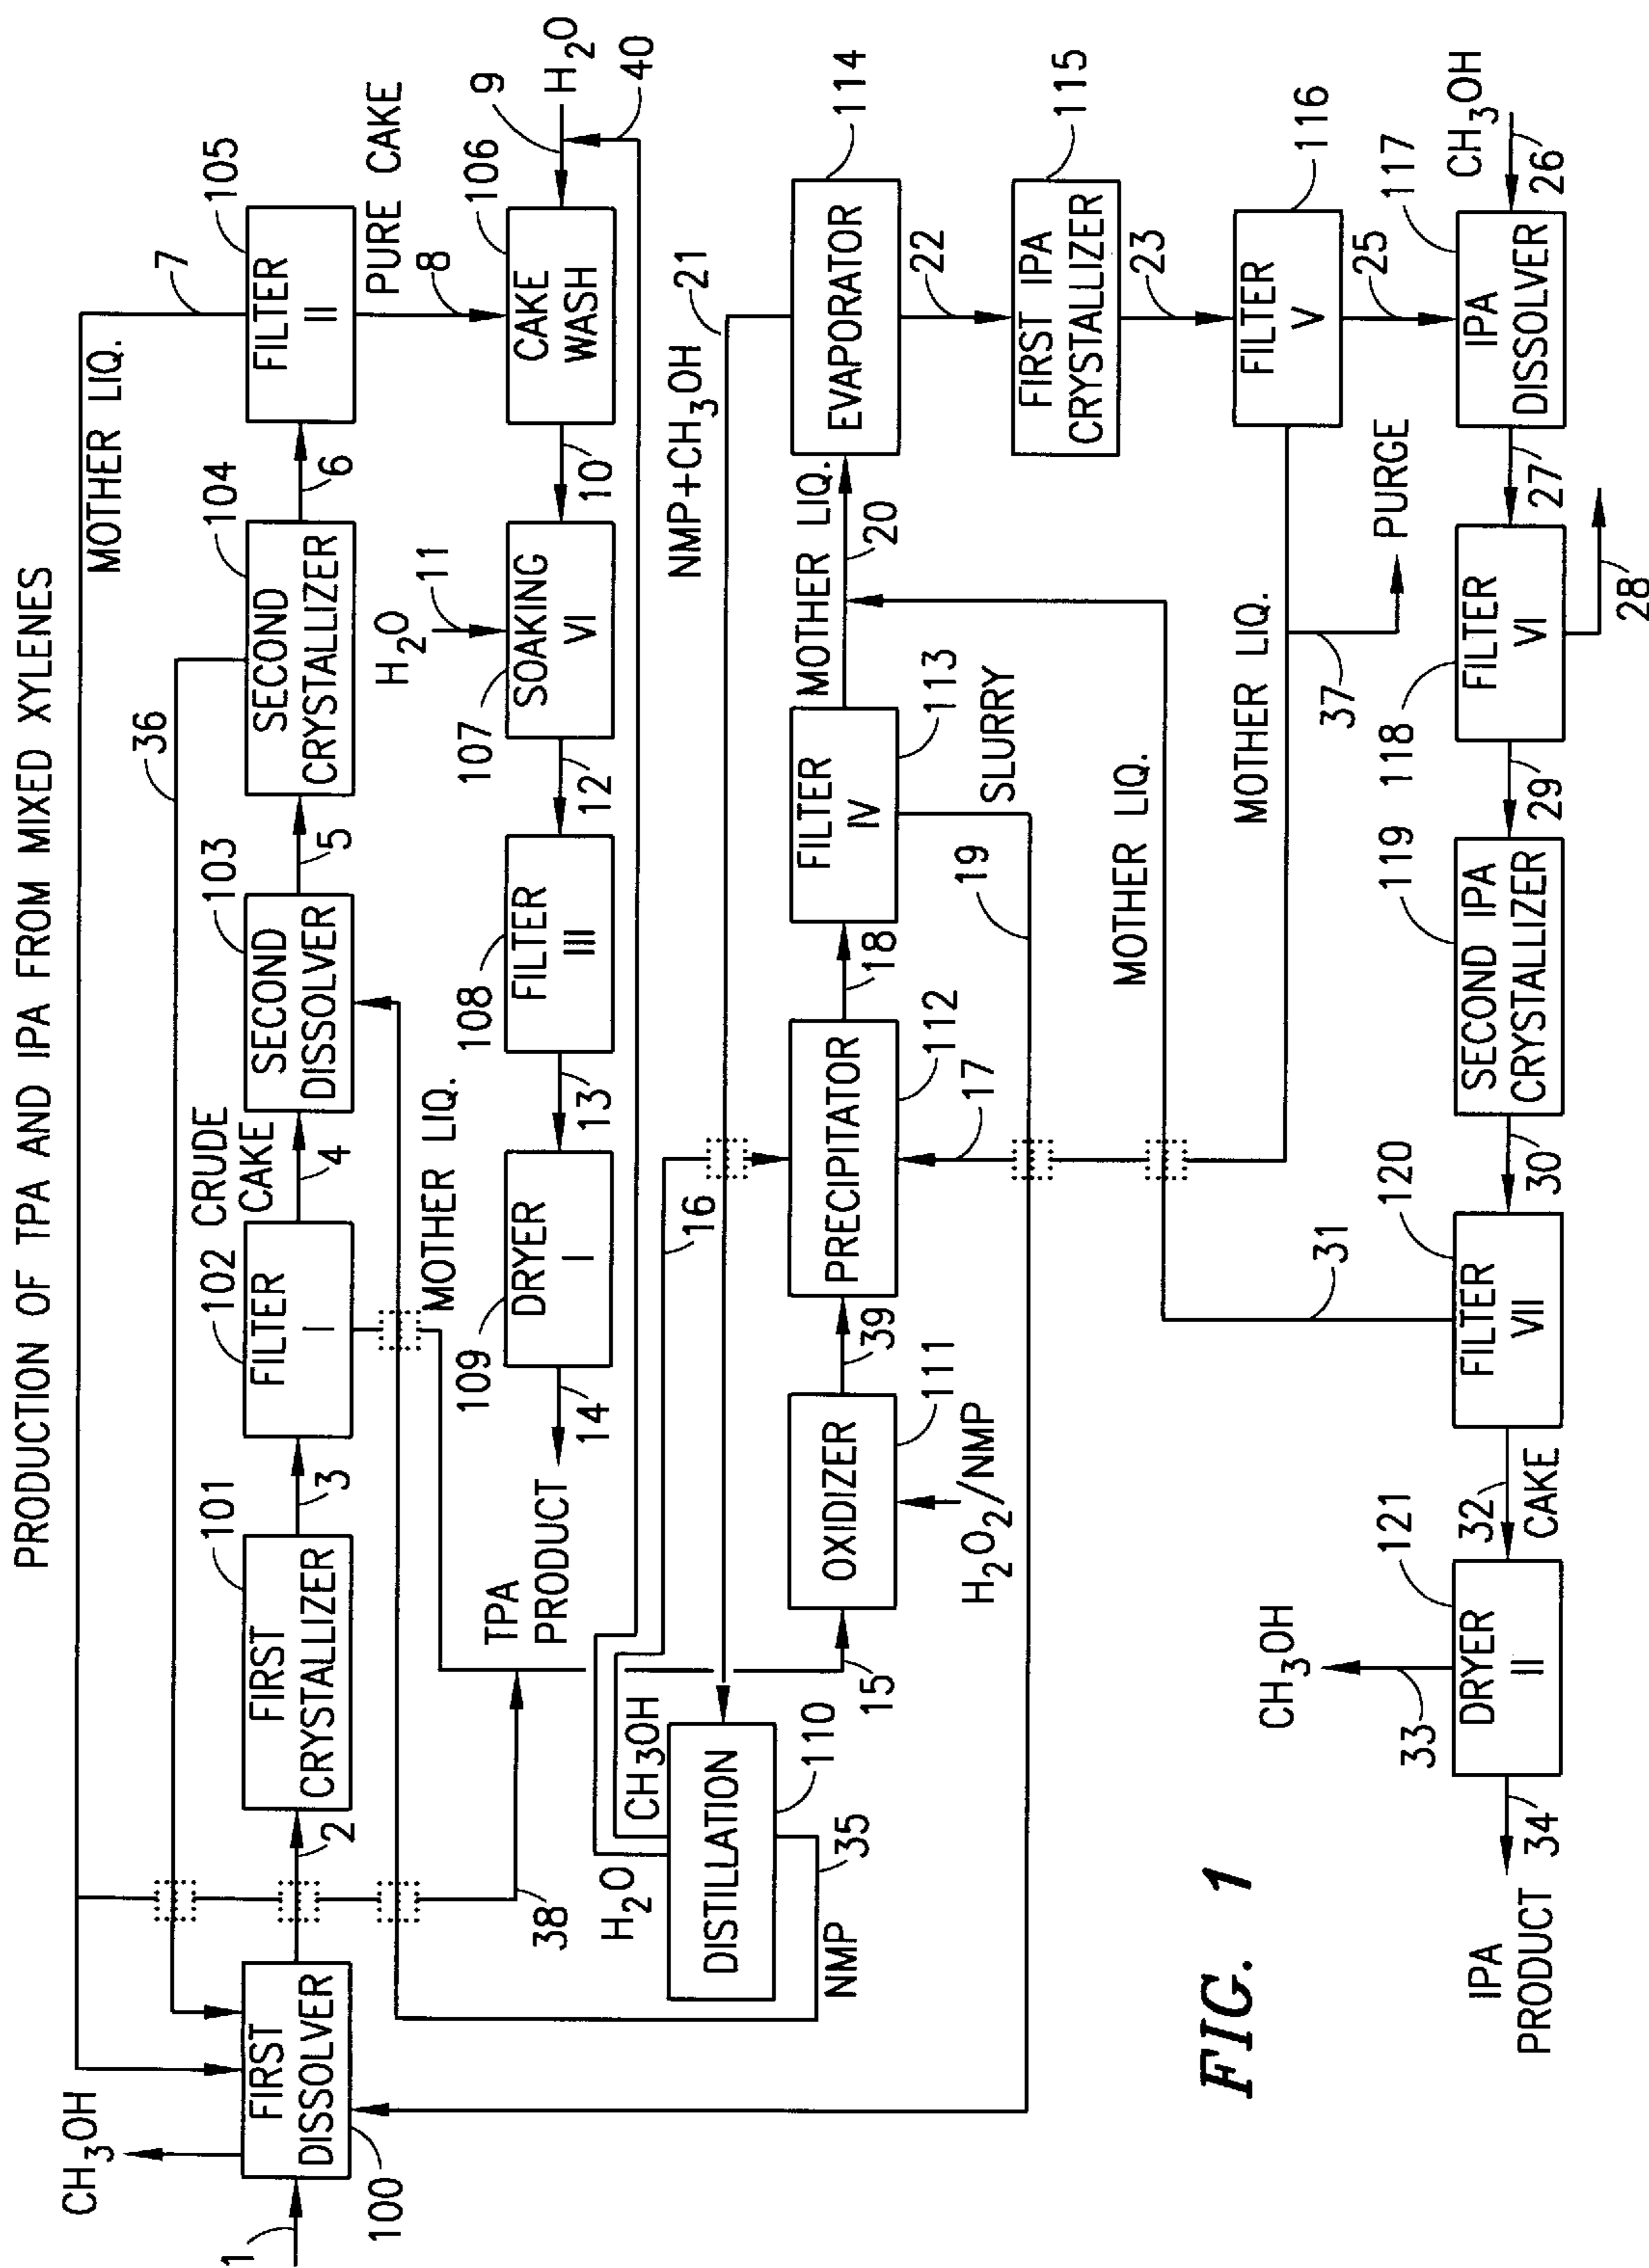 PRODUCTION OF TPA AND IPA FROM MIXED XYLENES
MOTHER LIQ.
7
36
CH3OH
1
100
FIRST
DISSOLVER
2
101
FIRST
CRYSTALLIZER
3
102
FILTER
I
CRUDE
CAKE
4
103
SECOND
DISSOLVER
5
104
SECOND
CRYSTALLIZER
6
105
FILTER
II
PURE CAKE
8
9
H2O
40
106
CAKE
WASH
10
H2O
11
107
SOAKING
VI
12
108
FILTER
III
13
109
DRYER
I
14
TPA
PRODUCT
MOTHER LIQ.
38
H2O
CH3OH
DISTILLATION
110
35
NMP
16
NMP+CH3OH
21
15
OXIDIZER
111
H2O2/NMP
39
PRECIPITATOR
112
17
18
FILTER
IV
113
SLURRY
19
MOTHER LIQ.
20
EVAPORATOR
114
22
FIRST IPA
CRYSTALLIZER
115
23
FILTER
V
116
MOTHER LIQ.
MOTHER LIQ.
37
PURGE
25
CH3OH
26
117
IPA
DISSOLVER
27
118
FILTER
VI
28
29
119
SECOND IPA
CRYSTALLIZER
30
120
FILTER
VII
31
32
CAKE
121
DRYER
II
CH3OH
33
34
IPA
PRODUCT
FIG. 1